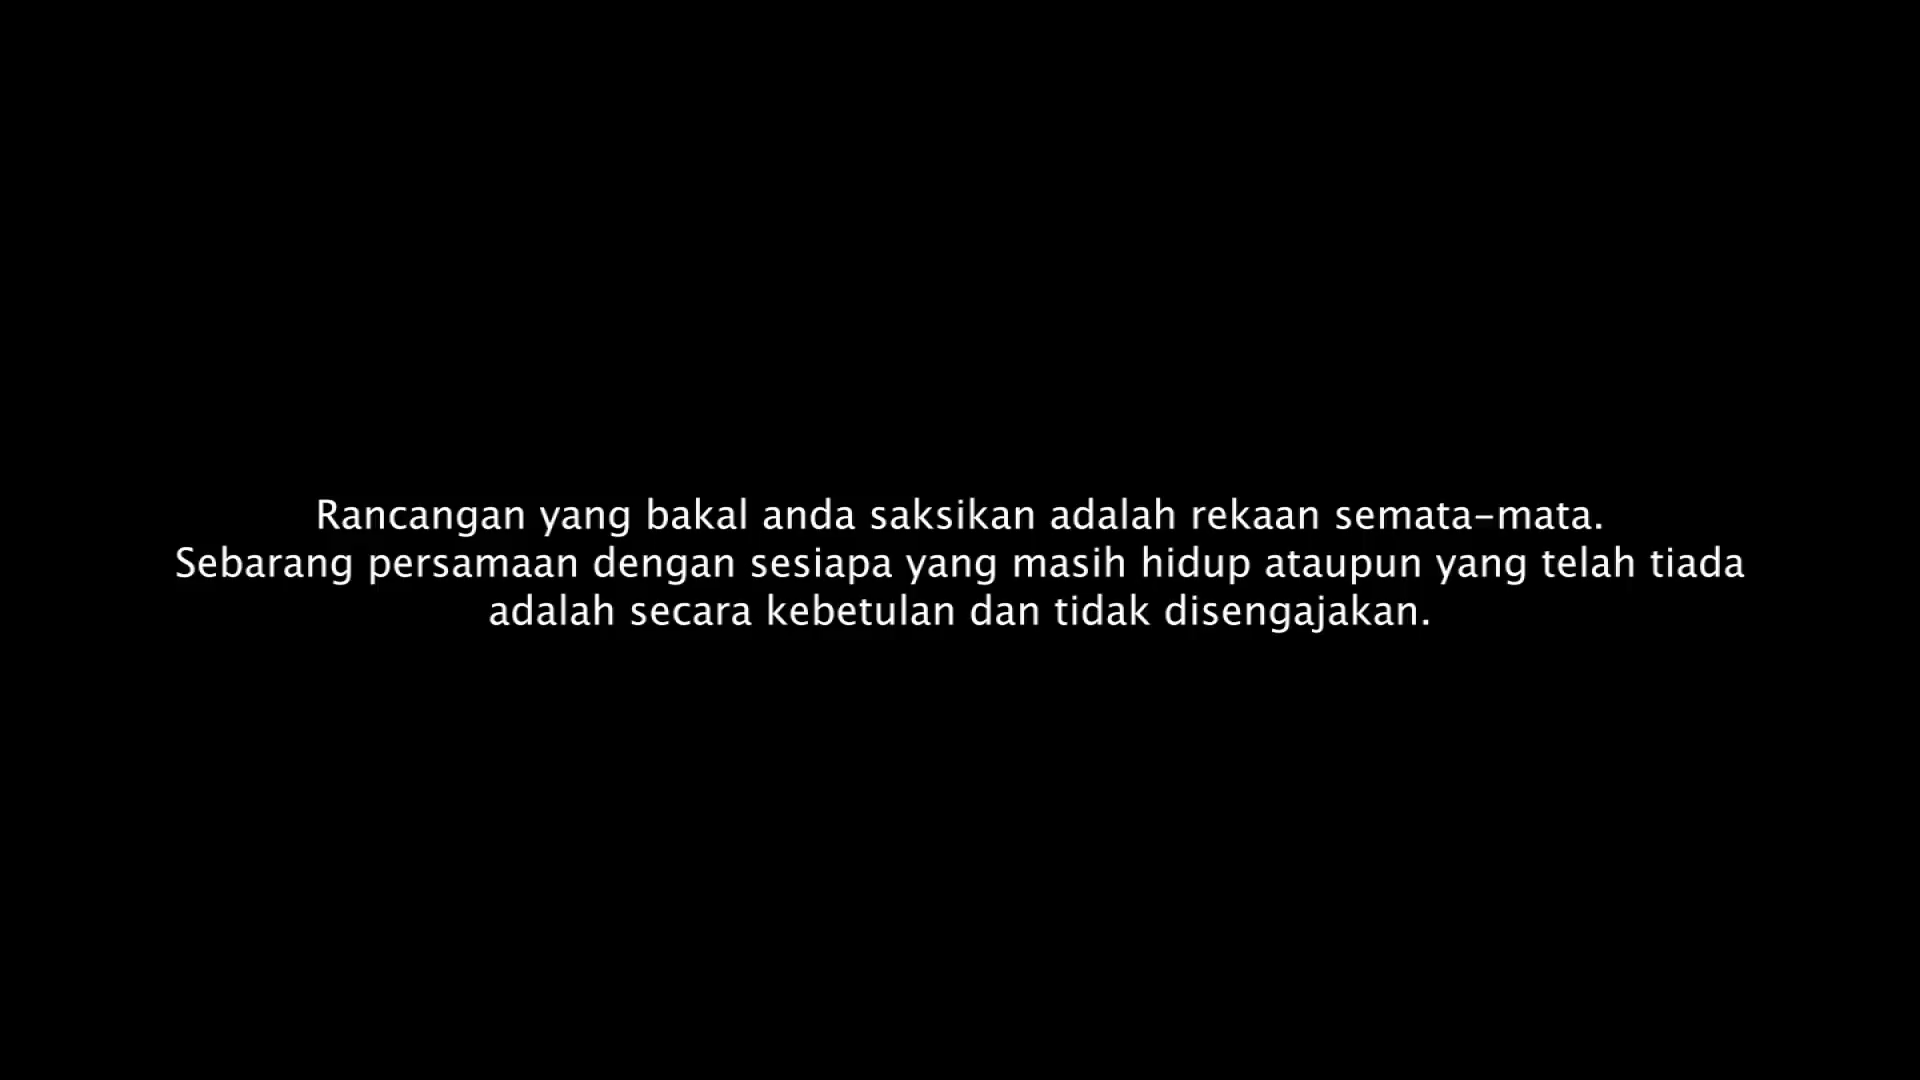 Rancangan yang bakal anda saksikan adalah rekaan semata-mata.
Sebarang persamaan dengan sesiapa yang masih hidup ataupun yang telah tiada
adalah secara kebetulan dan tidak disengajakan.